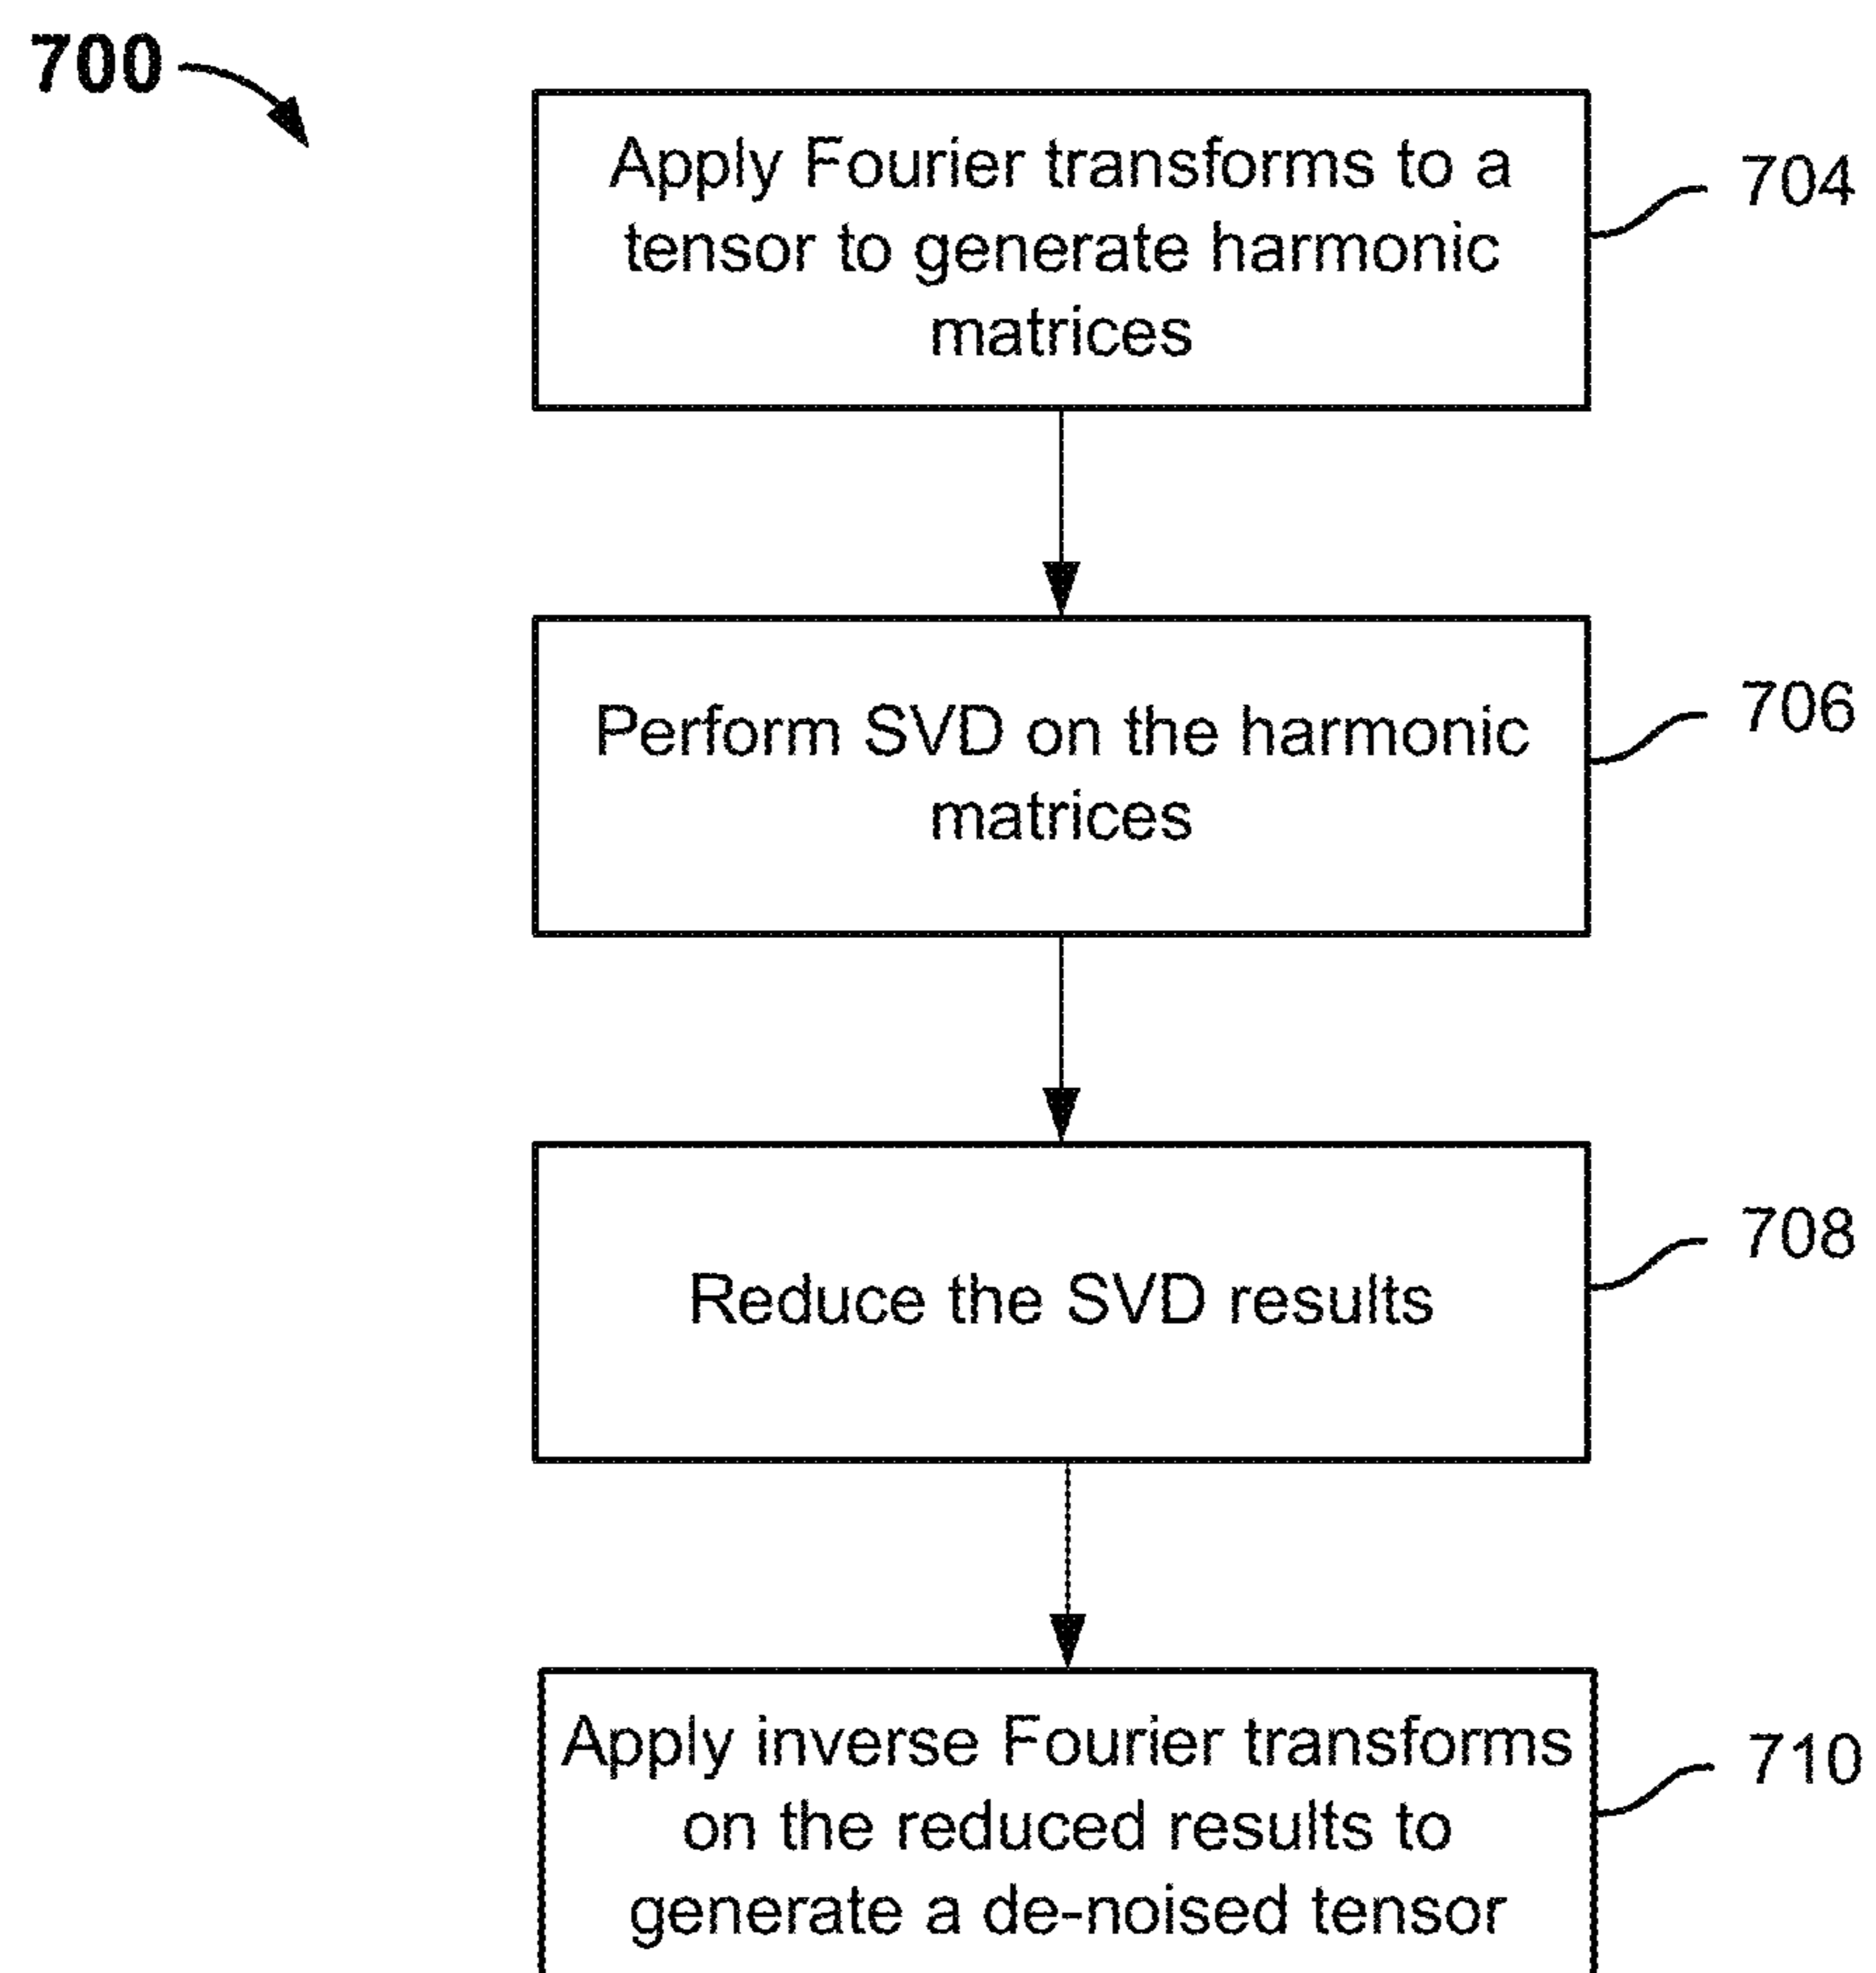 700
Apply Fourier transforms to a
tensor to generate harmonic
matrices
704
Perform SVD on the harmonic
matrices
706
Reduce the SVD results
708
Apply inverse Fourier transforms
on the reduced results to
generate a de-noised tensor
710